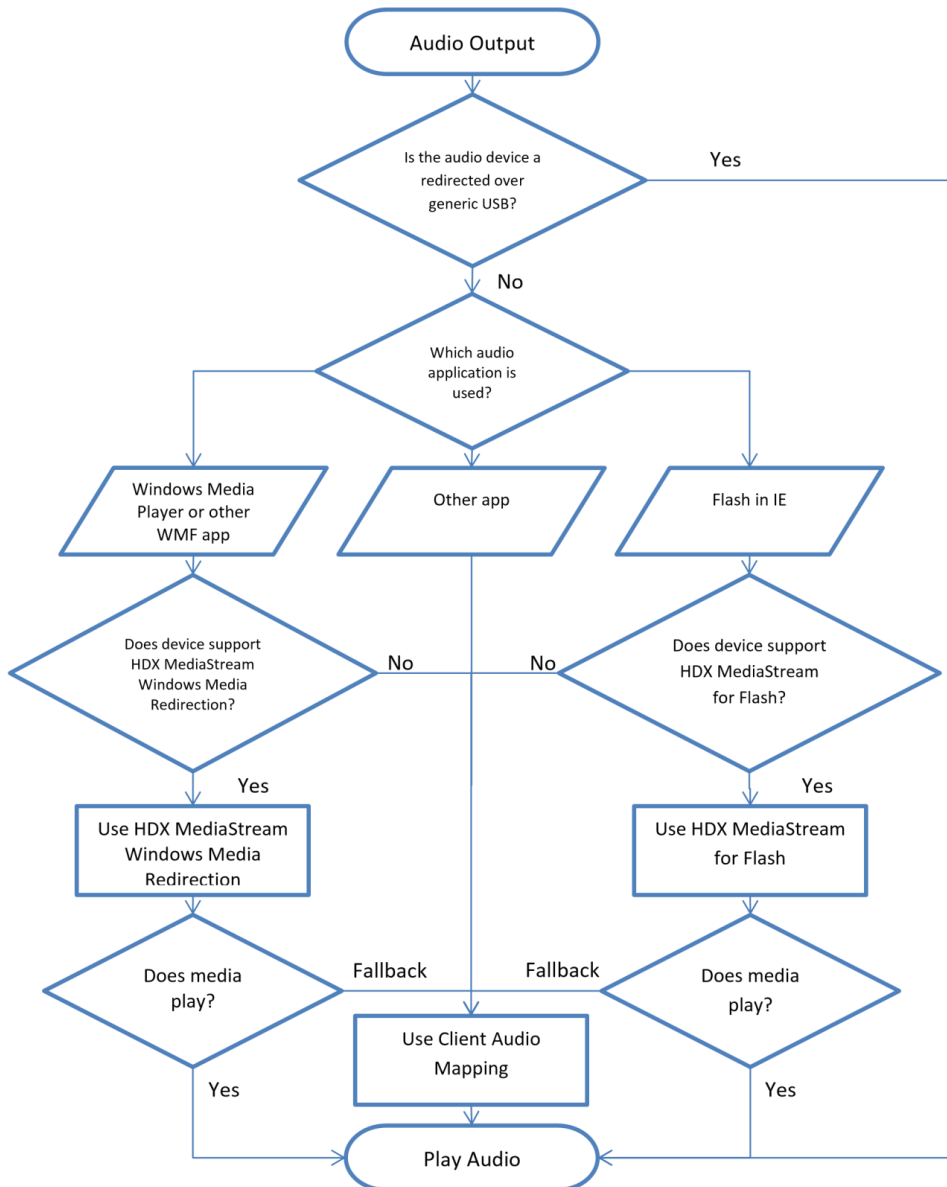 Audio Output
Is the audio device a
redirected over
generic USB?
Yes
No
Which audio
application is
used?
Windows Media
Player or other
WMF app
Other app
Flash in IE
Does device support
HDX MediaStream
Windows Media
Redirection?
No
No
Does device support
HDX MediaStream
for Flash?
Yes
Yes
Use HDX MediaStream
Windows Media
Redirection
Use HDX MediaStream
for Flash
Does media
play?
Fallback
Fallback
Does media
play?
Use Client Audio
Mapping
Yes
Yes
Play Audio